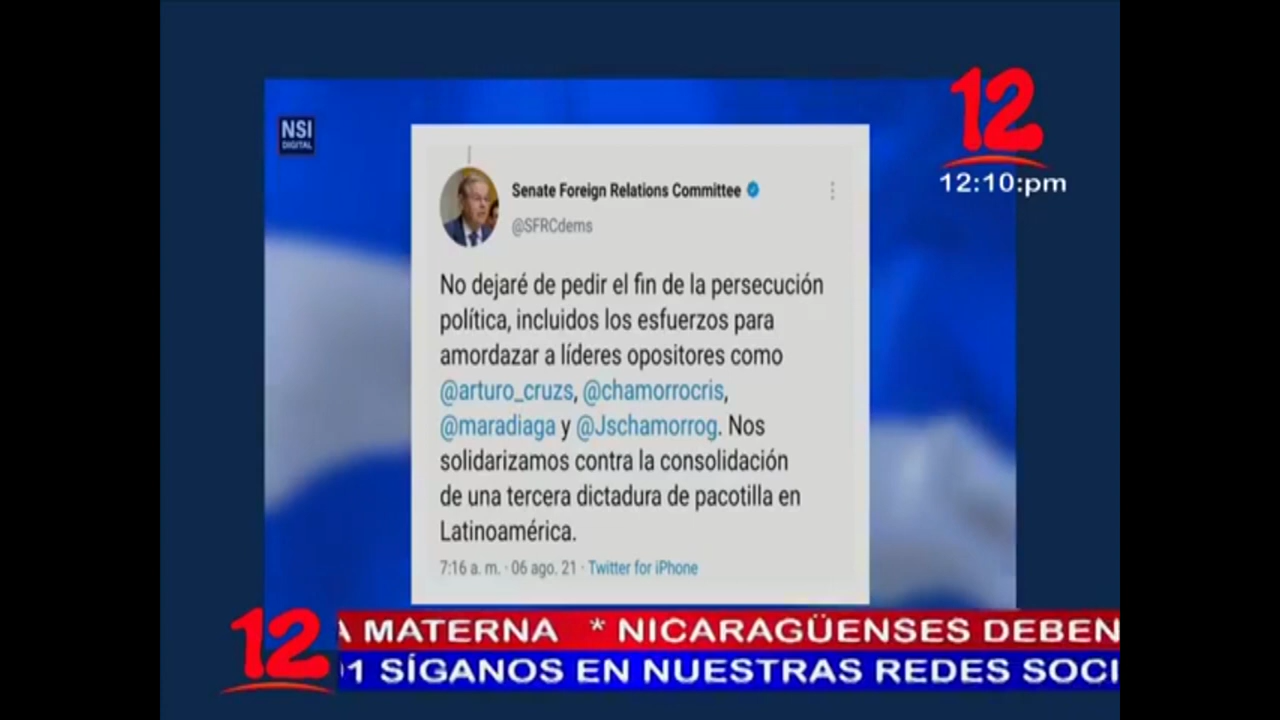 NSI
DIGITAL
12
12:10:pm
Senate Foreign Relations Committee
@SFRCdems
No dejaré de pedir el fin de la persecución
política, incluidos los esfuerzos para
amordazar a líderes opositores como
@arturo_cruzs, @chamorrocris,
@maradiaga y @Jschamorrog. Nos
solidarizamos contra la consolidación
de una tercera dictadura de pacotilla en
Latinoamérica.
7:16 a. m. · 06 ago. 21 · Twitter for iPhone
12
A MATERNA * NICARAGÜENSES DEBEN
1 SÍGANOS EN NUESTRAS REDES SOCI